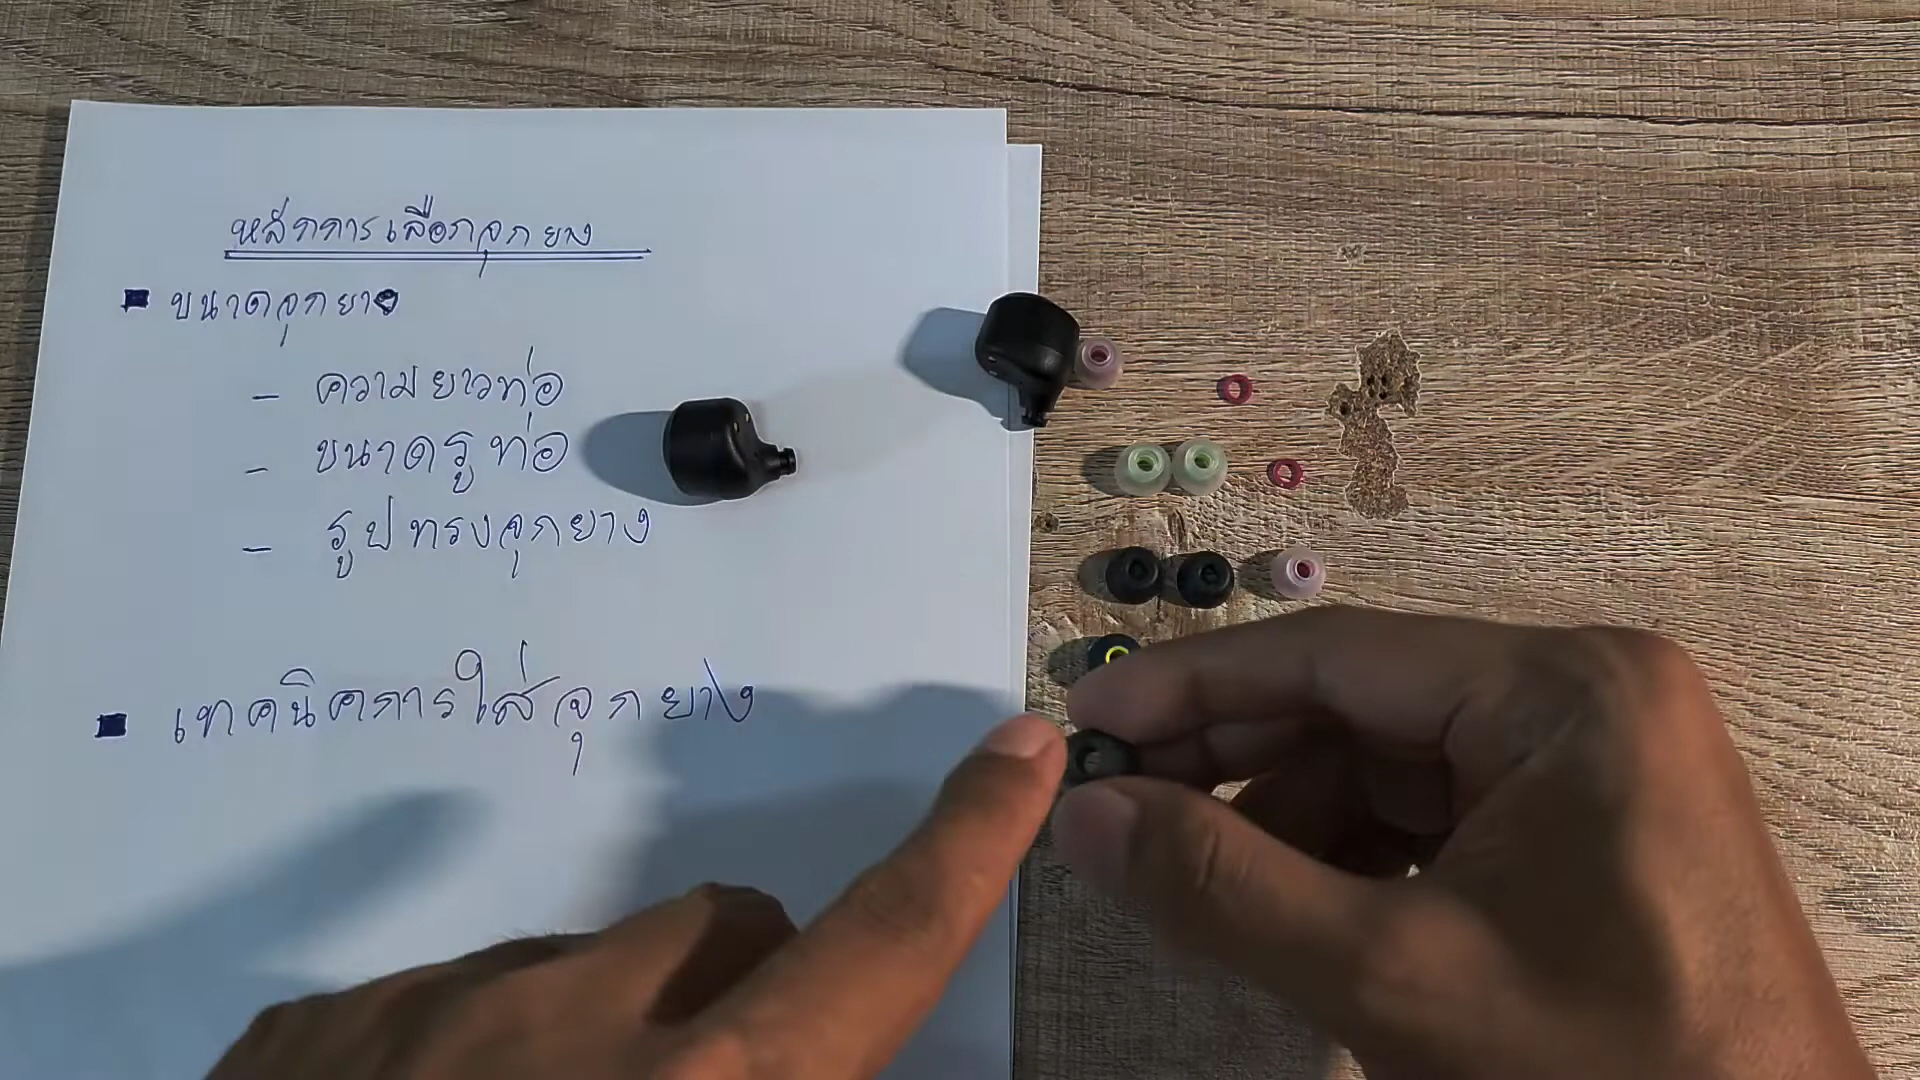 หลักการเลือกจุกยาง
■ ขนาดจุกยาง
- ความยาวท่อ
- ขนาดรูท่อ
- รูปทรงจุกยาง
■ เทคนิคการใส่จุกยาง